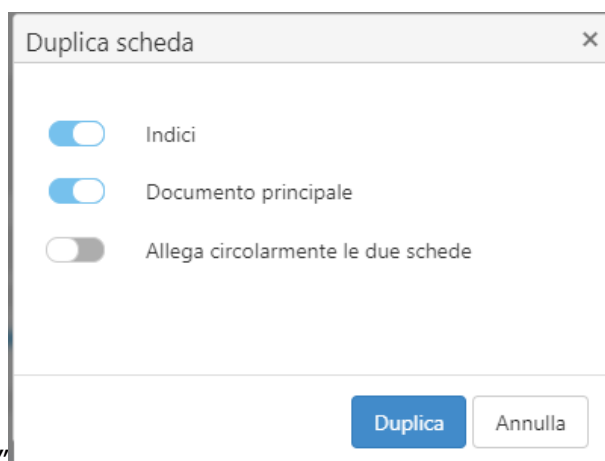 Duplica scheda ×
Indici
Documento principale
Allega circolarmente le due schede
Duplica Annulla
"